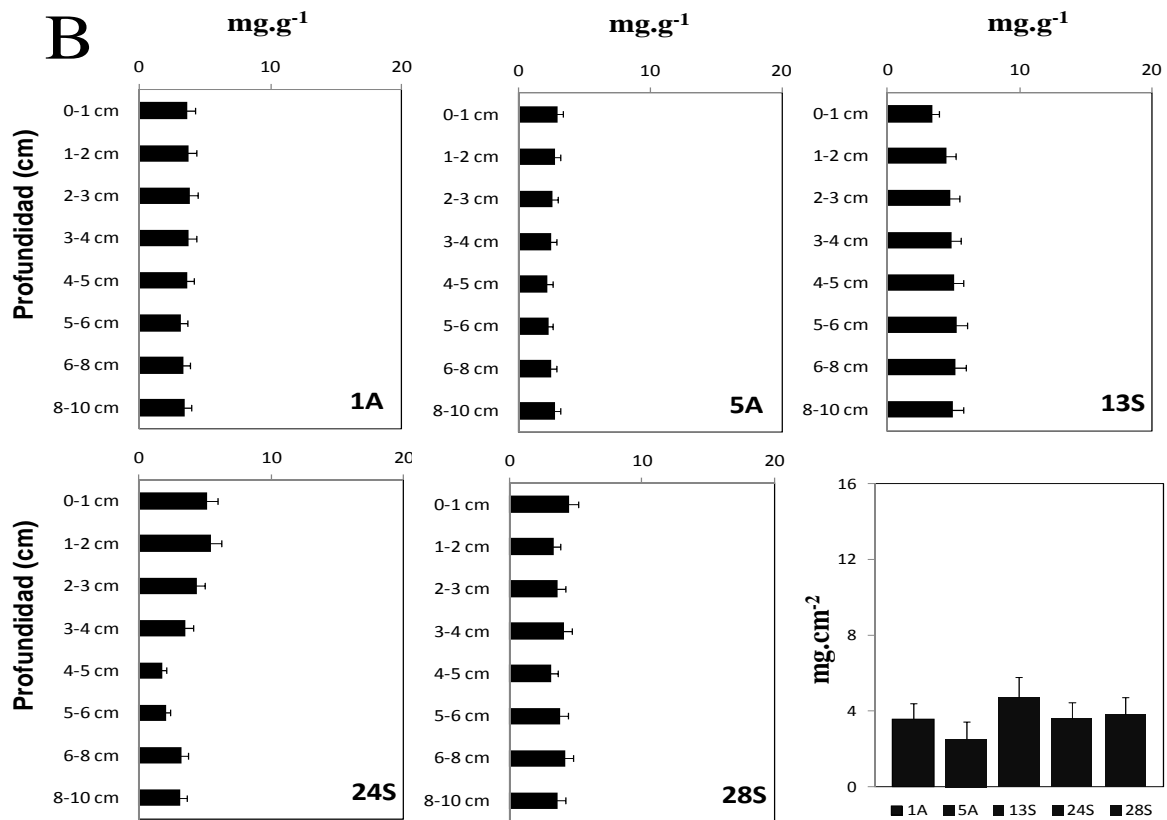 B
mg.g-1
0 10 20
Profundidad (cm)
0-1 cm
1-2 cm
2-3 cm
3-4 cm
4-5 cm
5-6 cm
6-8 cm
8-10 cm
1A
mg.g-1
0 10 20
0-1 cm
1-2 cm
2-3 cm
3-4 cm
4-5 cm
5-6 cm
6-8 cm
8-10 cm
5A
mg.g-1
0 10 20
0-1 cm
1-2 cm
2-3 cm
3-4 cm
4-5 cm
5-6 cm
6-8 cm
8-10 cm
13S
0 10 20
Profundidad (cm)
0-1 cm
1-2 cm
2-3 cm
3-4 cm
4-5 cm
5-6 cm
6-8 cm
8-10 cm
24S
0 10 20
0-1 cm
1-2 cm
2-3 cm
3-4 cm
4-5 cm
5-6 cm
6-8 cm
8-10 cm
28S
mg.cm-2
16
12
8
4
0
1A 5A 13S 24S 28S